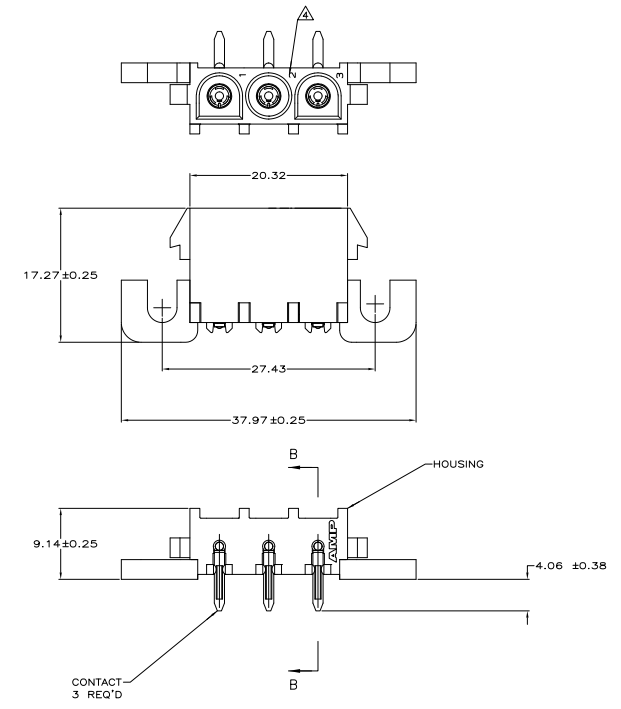 4
1 2 3
20.32
17.27±0.25
27.43
37.97±0.25
B
HOUSING
9.14±0.25
AMP
4.06 ±0.38
CONTACT
3 REQ'D
B